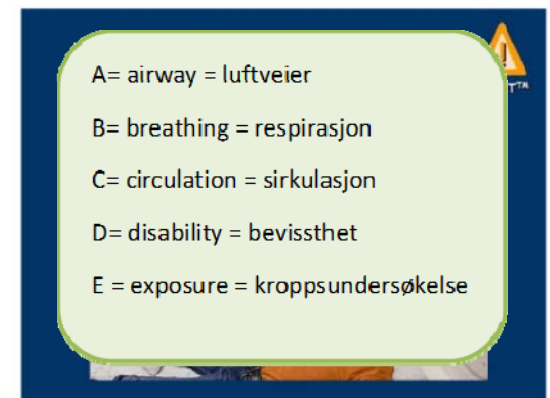 A= airway = luftveier
B= breathing = respirasjon
C= circulation = sirkulasjon
D= disability = bevissthet
E = exposure = kroppsundersøkelse